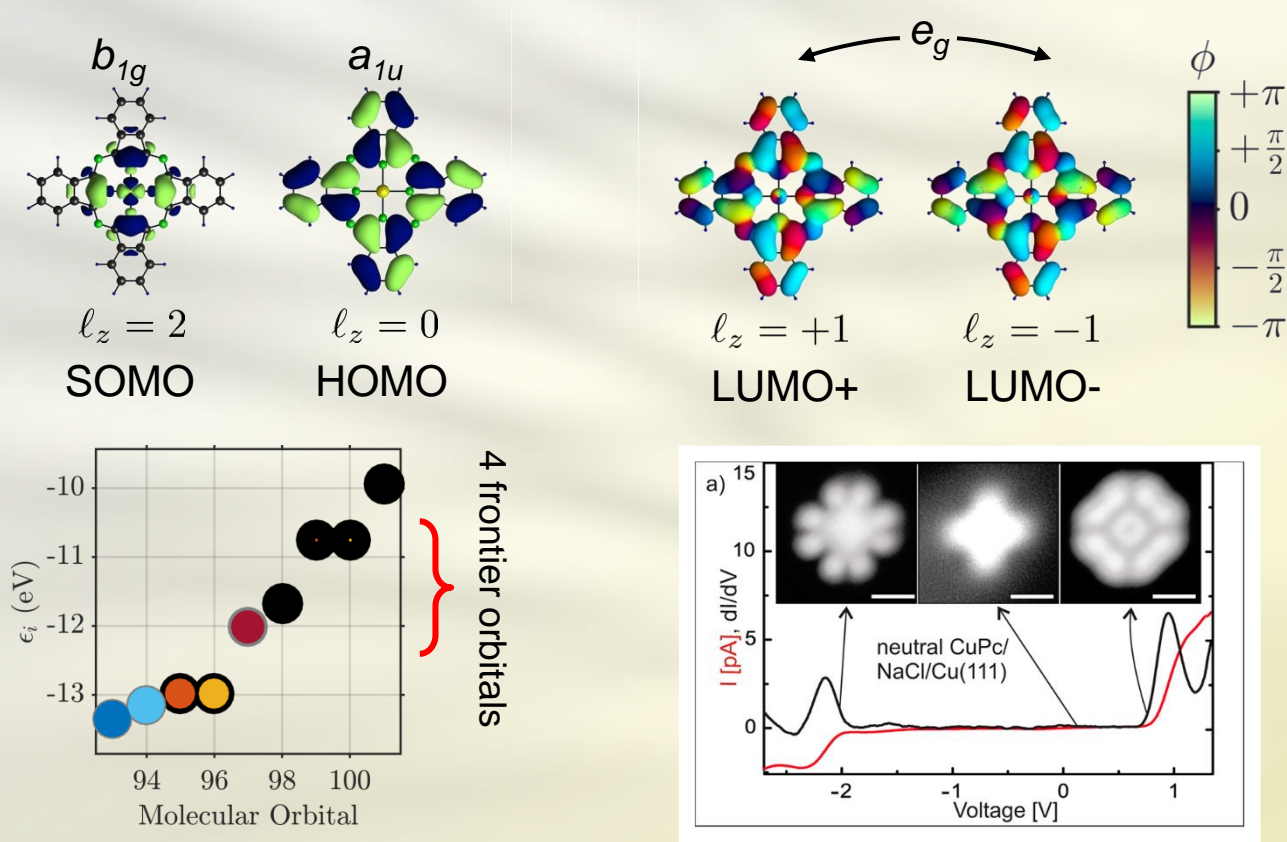 b1g
a1u
eg
ϕ
+π
+π/2
0
−π/2
−π
ℓz = 2
ℓz = 0
ℓz = +1
ℓz = −1
SOMO
HOMO
LUMO+
LUMO-
-10
-11
-12
-13
ϵi (eV)
94 96 98 100
Molecular Orbital
4 frontier orbitals
a)
15
10
5
0
I [pA], dI/dV
neutral CuPc/
NaCl/Cu(111)
-2 -1 0 1
Voltage [V]